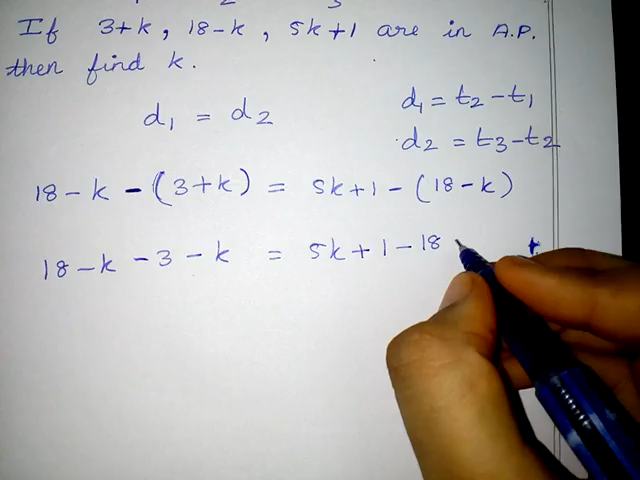 If 3+k, 18-k, 5k+1 are in A.P.
then find k.
d₁ = d₂
d₁ = t₂-t₁
d₂ = t₃-t₂
18-k-(3+k) = 5k+1-(18-k)
18-k-3-k = 5k+1-18